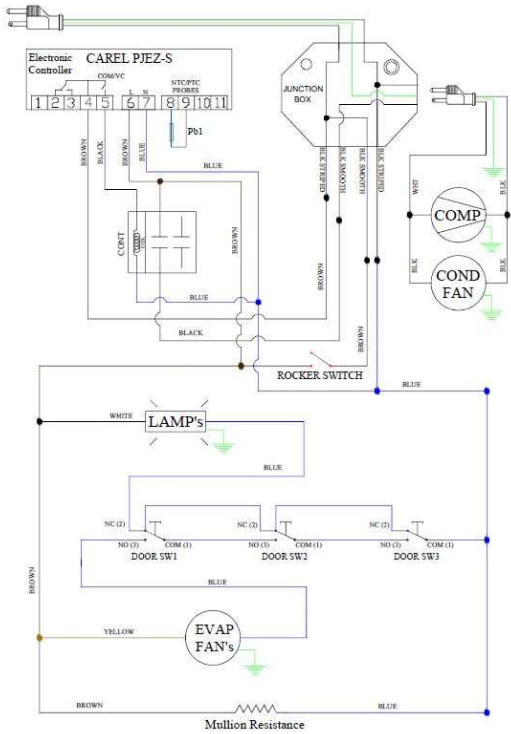 Electronic
Controller
CAREL PJEZ-S
COM/VC
L N
NTC/PTC
PROBES
1 2 3 4 5 6 7 8 9 10 11
Pb1
JUNCTION
BOX
BROWN
BLACK
BROWN
BLUE
BLUE
BLK STRIPED
BLK SMOOTH
BLK SMOOTH
BLK STRIPED
WHT
BLK
COMP
BLK
BLK
COND
FAN
CONT
BROWN
BROWN
BROWN
BLUE
BLACK
ROCKER SWITCH
BLUE
WHITE
LAMP's
BLUE
NC (2)
NO (3)
COM (1)
DOOR SW1
NC (2)
NO (3)
COM (1)
DOOR SW2
NC (2)
NO (3)
COM (1)
DOOR SW3
BROWN
BLUE
YELLOW
EVAP
FAN's
BROWN
BLUE
Mullion Resistance